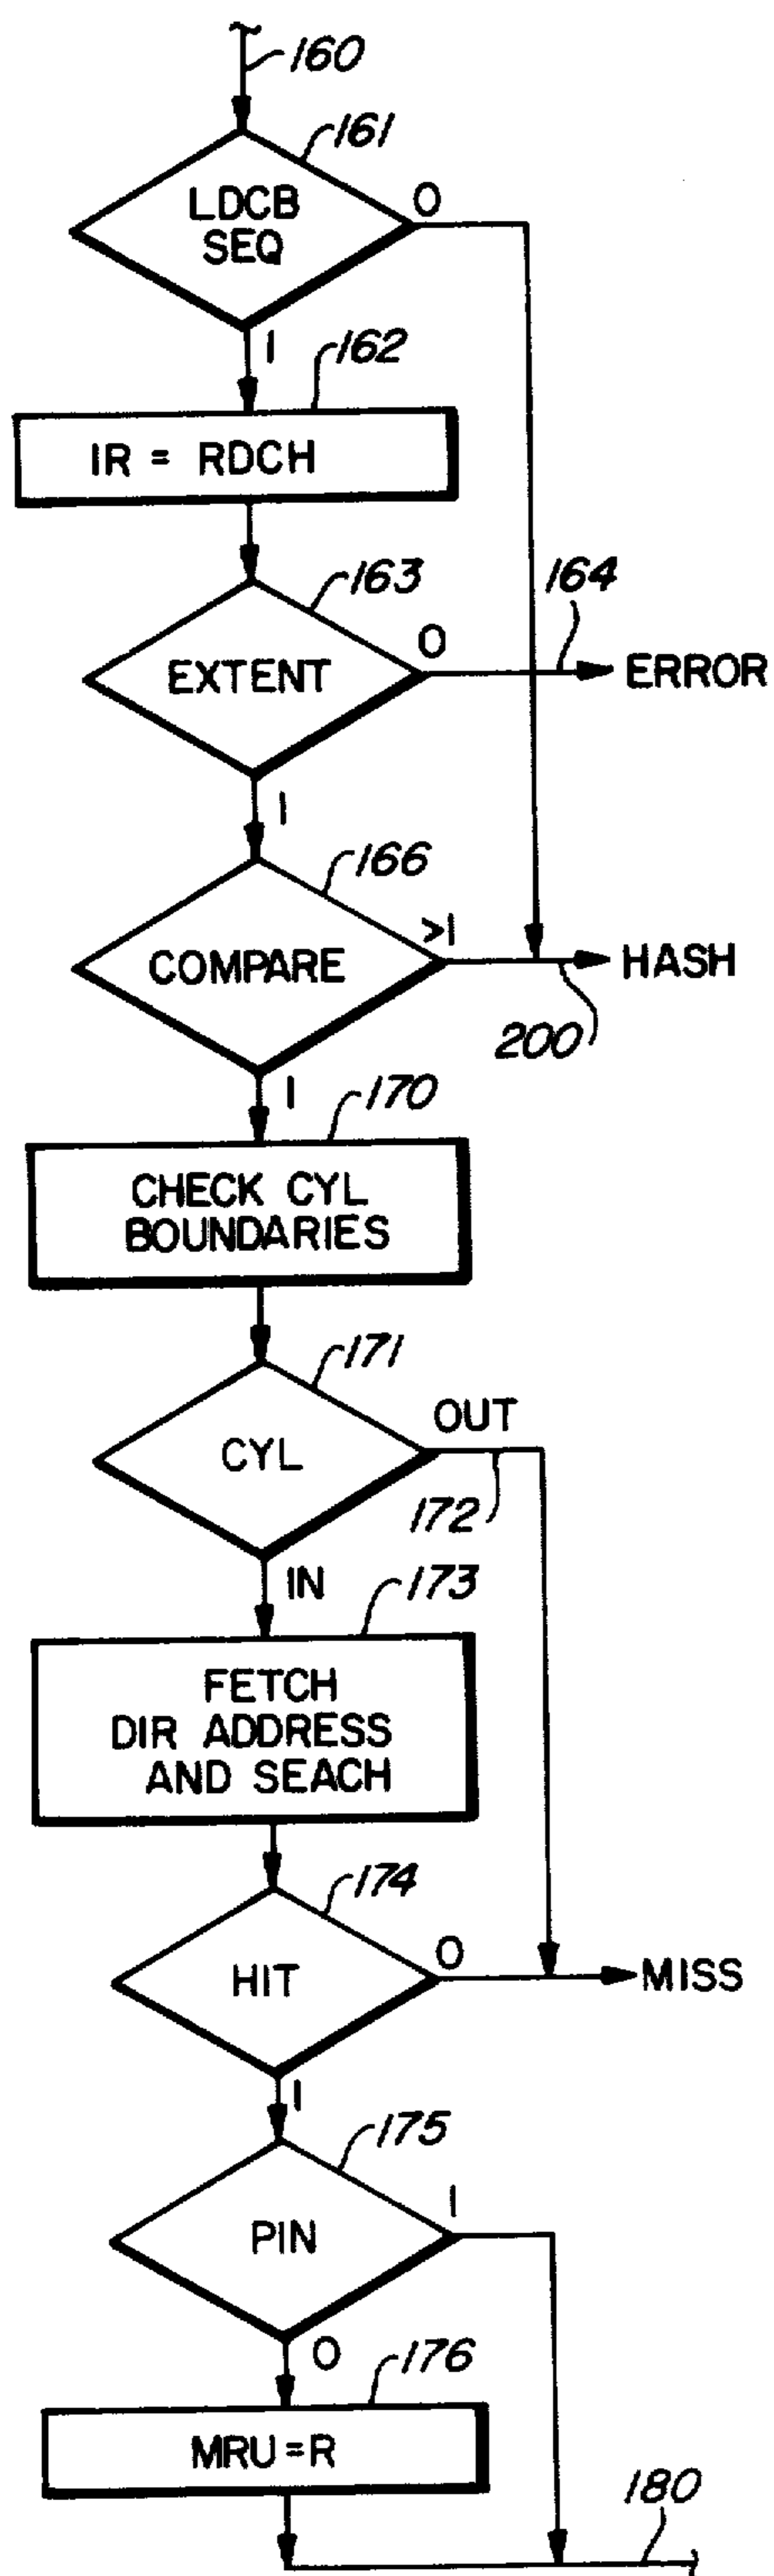 160
161
LDCB
SEQ
0
1
162
IR = RDCH
163
EXTENT
0
164
ERROR
1
166
COMPARE
>1
HASH
200
1
170
CHECK CYL
BOUNDARIES
171
CYL
OUT
172
IN
173
FETCH
DIR ADDRESS
AND SEACH
174
HIT
0
MISS
1
175
PIN
1
0
176
MRU=R
180